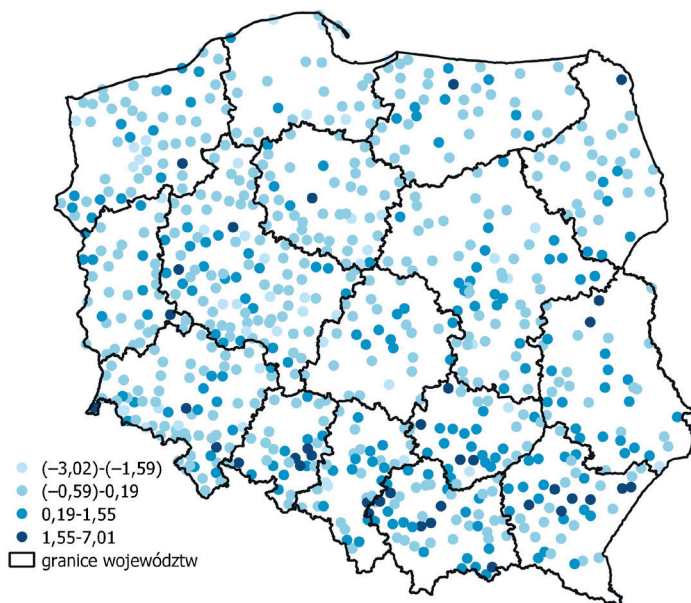 (–3,02)-(–1,59)
(–0,59)-0,19
0,19-1,55
1,55-7,01
granice województw